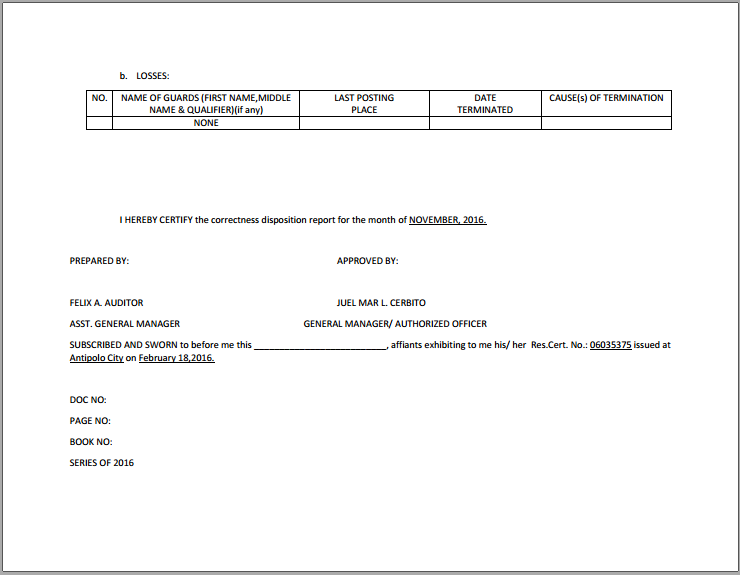 b. LOSSES:
NO. NAME OF GUARDS (FIRST NAME,MIDDLE NAME & QUALIFIER)(if any) LAST POSTING PLACE DATE TERMINATED CAUSE(s) OF TERMINATION
NONE
I HEREBY CERTIFY the correctness disposition report for the month of NOVEMBER, 2016.
PREPARED BY: APPROVED BY:
FELIX A. AUDITOR JUEL MAR L. CERBITO
ASST. GENERAL MANAGER GENERAL MANAGER/ AUTHORIZED OFFICER
SUBSCRIBED AND SWORN to before me this __________________________, affiants exhibiting to me his/ her Res.Cert. No.: 06035375 issued at
Antipolo City on February 18,2016.
DOC NO:
PAGE NO:
BOOK NO:
SERIES OF 2016